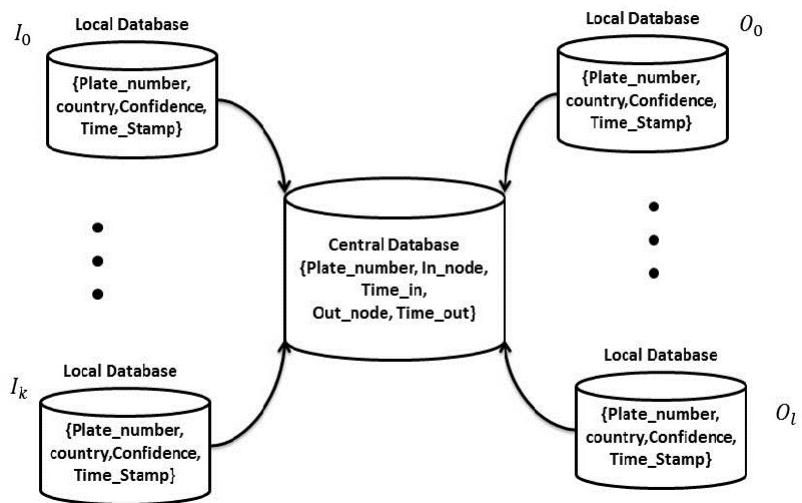 I₀
Local Database
{Plate_number,
country,Confidence,
Time_Stamp}
Local Database
O₀
{Plate_number,
country,Confidence,
Time_Stamp}
Central Database
{Plate_number, In_node,
Time_in,
Out_node, Time_out}
Iₖ
Local Database
{Plate_number,
country,Confidence,
Time_Stamp}
Local Database
Oₗ
{Plate_number,
country,Confidence,
Time_Stamp}